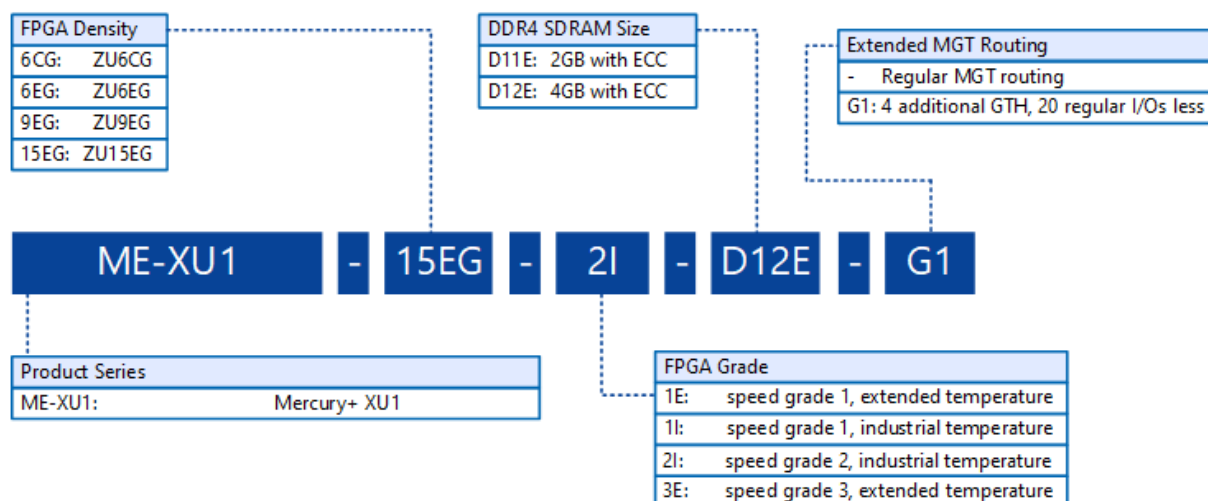 FPGA Density
6CG: ZU6CG
6EG: ZU6EG
9EG: ZU9EG
15EG: ZU15EG
DDR4 SDRAM Size
D11E: 2GB with ECC
D12E: 4GB with ECC
Extended MGT Routing
- Regular MGT routing
G1: 4 additional GTH, 20 regular I/Os less
ME-XU1 - 15EG - 2I - D12E - G1
Product Series
ME-XU1: Mercury+ XU1
FPGA Grade
1E: speed grade 1, extended temperature
1I: speed grade 1, industrial temperature
2I: speed grade 2, industrial temperature
3E: speed grade 3, extended temperature